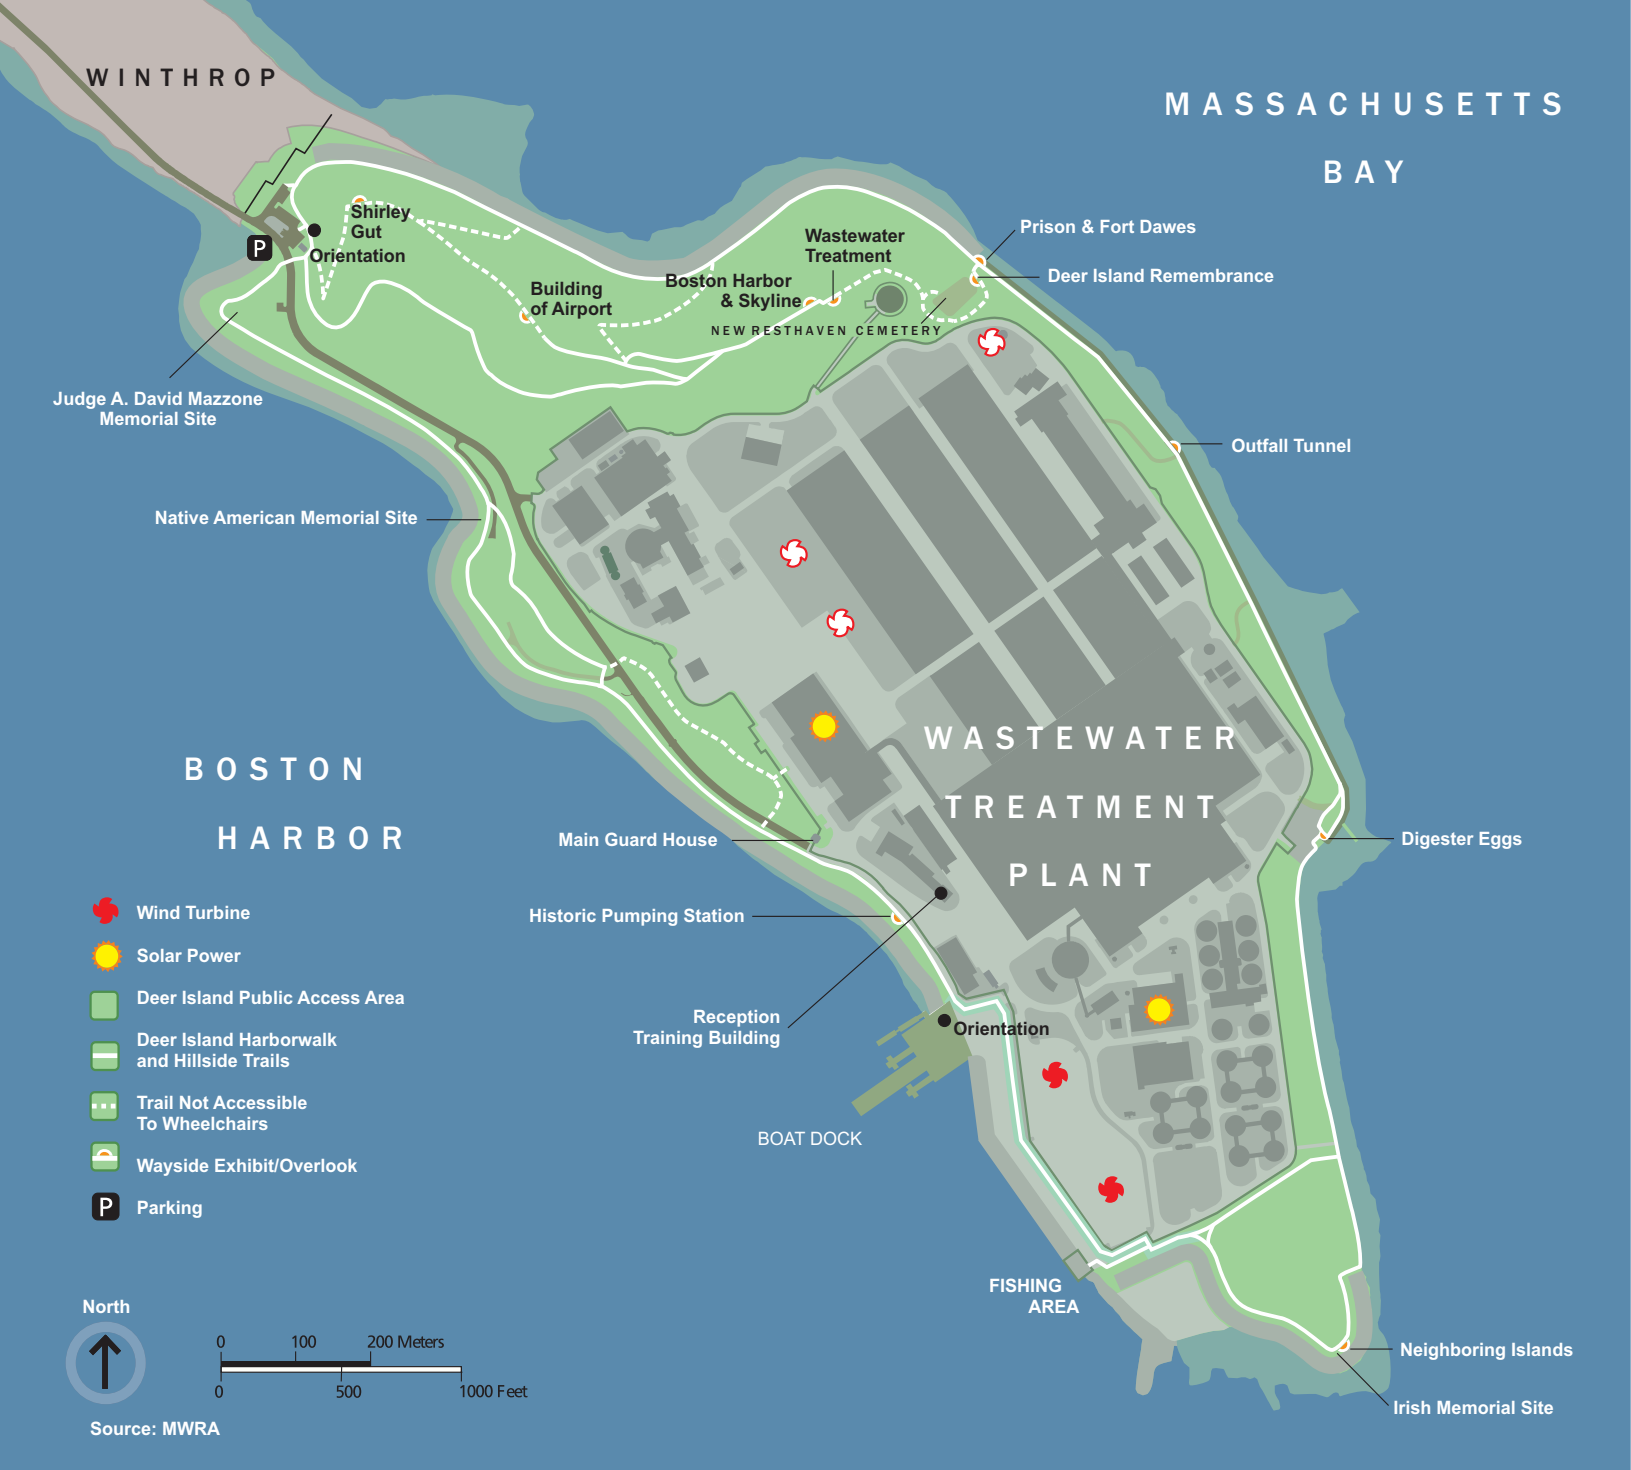 WINTHROP
MASSACHUSETTS
BAY
Shirley
Gut
Orientation
P
Prison & Fort Dawes
Wastewater
Treatment
Deer Island Remembrance
Boston Harbor
& Skyline
Building
of Airport
NEW RESTHAVEN CEMETERY
Judge A. David Mazzone
Memorial Site
Outfall Tunnel
Native American Memorial Site
WASTEWATER
TREATMENT
PLANT
BOSTON
HARBOR
Main Guard House
Digester Eggs
Historic Pumping Station
Reception
Training Building
Orientation
BOAT DOCK
Wind Turbine
Solar Power
Deer Island Public Access Area
Deer Island Harborwalk
and Hillside Trails
Trail Not Accessible
To Wheelchairs
Wayside Exhibit/Overlook
P
Parking
FISHING
AREA
North
0 100 200 Meters
0 500 1000 Feet
Neighboring Islands
Irish Memorial Site
Source: MWRA